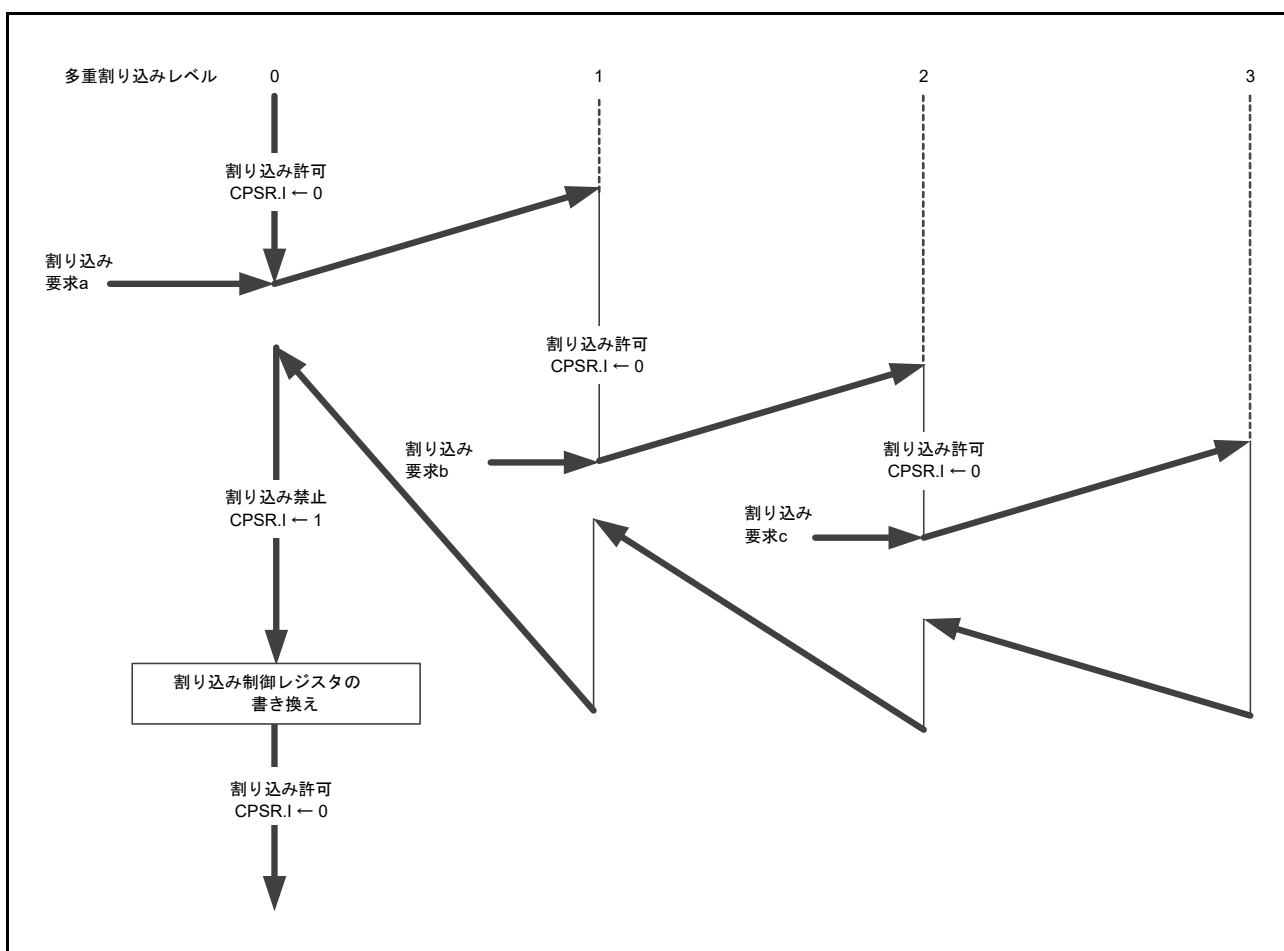 多重割り込みレベル 0 1 2 3
割り込み許可
CPSR.I ← 0
割り込み
要求a
割り込み許可
CPSR.I ← 0
割り込み
要求b
割り込み許可
CPSR.I ← 0
割り込み禁止
CPSR.I ← 1
割り込み
要求c
割り込み制御レジスタの
書き換え
割り込み許可
CPSR.I ← 0